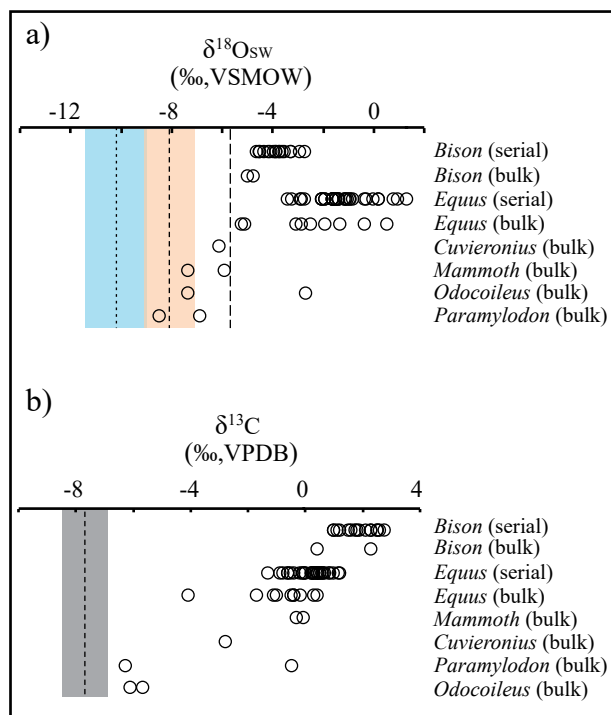 a)
δ¹⁸Osw
(‰,VSMOW)
-12 -8 -4 0
Bison (serial)
Bison (bulk)
Equus (serial)
Equus (bulk)
Cuvieronius (bulk)
Mammoth (bulk)
Odocoileus (bulk)
Paramylodon (bulk)
b)
δ¹³C
(‰,VPDB)
-8 -4 0 4
Bison (serial)
Bison (bulk)
Equus (serial)
Equus (bulk)
Mammoth (bulk)
Cuvieronius (bulk)
Paramylodon (bulk)
Odocoileus (bulk)